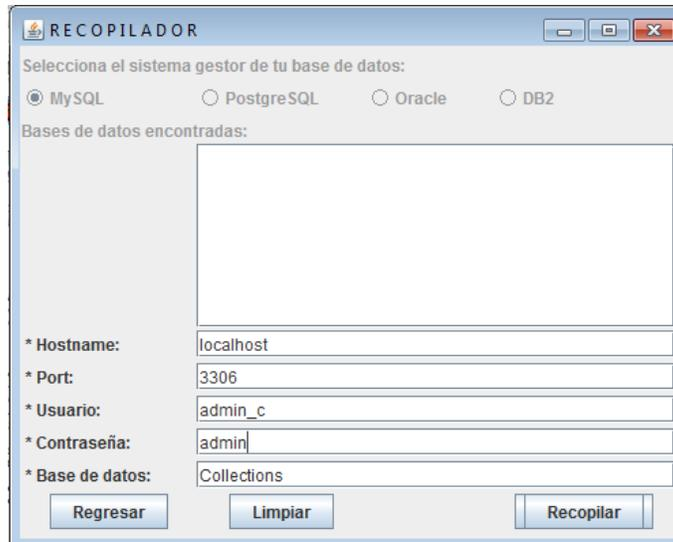 RECOPILADOR
Selecciona el sistema gestor de tu base de datos:
MySQL PostgreSQL Oracle DB2
Bases de datos encontradas:
* Hostname: localhost
* Port: 3306
* Usuario: admin_c
* Contraseña: admin
* Base de datos: Collections
Regresar Limpiar Recopilar